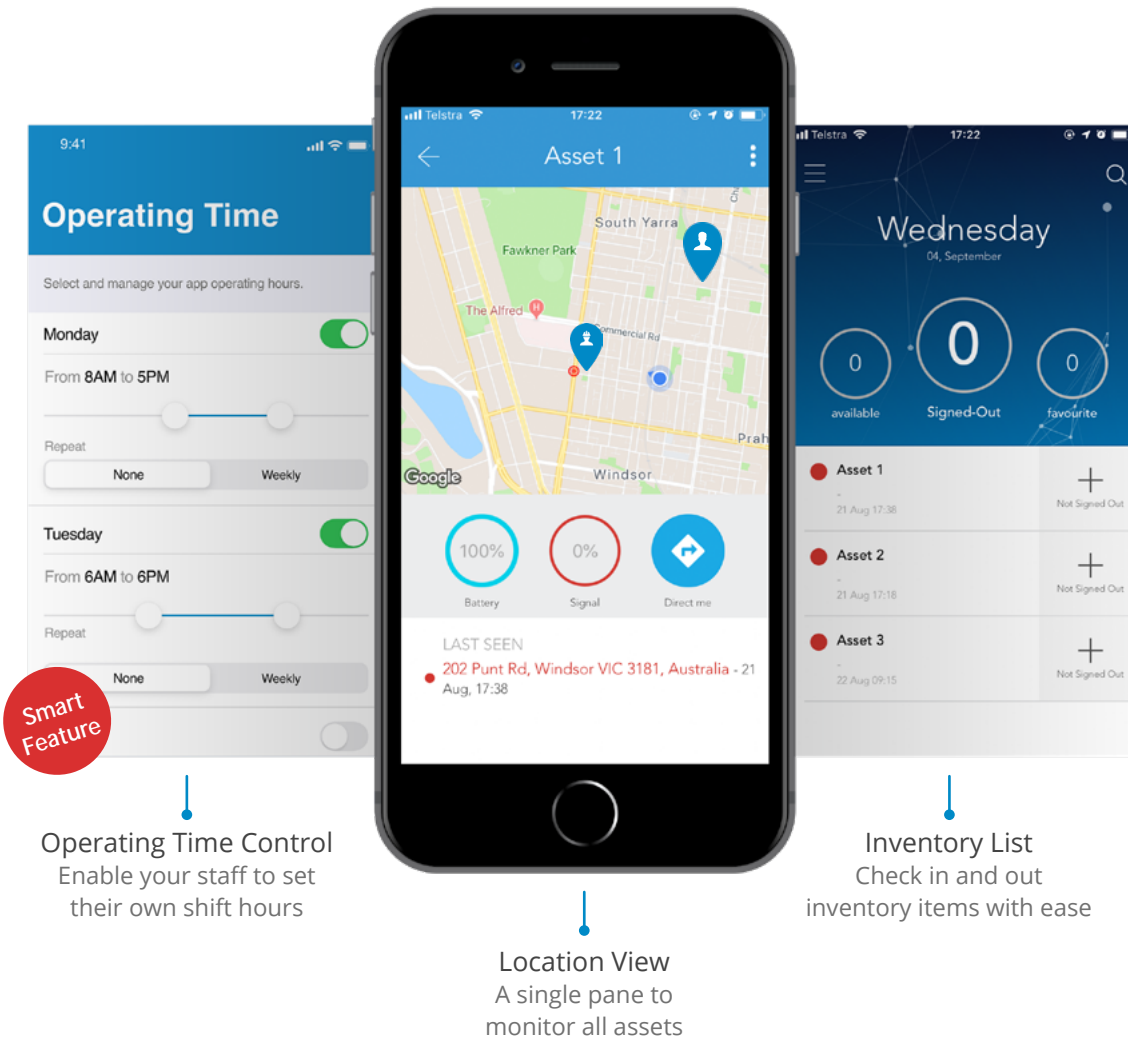 9:41
Operating Time
Select and manage your app operating hours.
Monday
From 8AM to 5PM
Repeat
None Weekly
Tuesday
From 6AM to 6PM
Repeat
None Weekly
Smart
Feature
Operating Time Control
Enable your staff to set
their own shift hours
Telstra 17:22
Asset 1
South Yarra
Fawkner Park
The Alfred
H
Commercial Rd
Prah
Windsor
Google
100% 0%
Battery Signal Direct me
LAST SEEN
202 Punt Rd, Windsor VIC 3181, Australia - 21
Aug, 17:38
Location View
A single pane to
monitor all assets
Telstra 17:22
Wednesday
04, September
0 0 0
available Signed-Out favourite
Asset 1
-
21 Aug 17:38
Not Signed Out
Asset 2
-
21 Aug 17:18
Not Signed Out
Asset 3
-
22 Aug 09:15
Not Signed Out
Inventory List
Check in and out
inventory items with ease